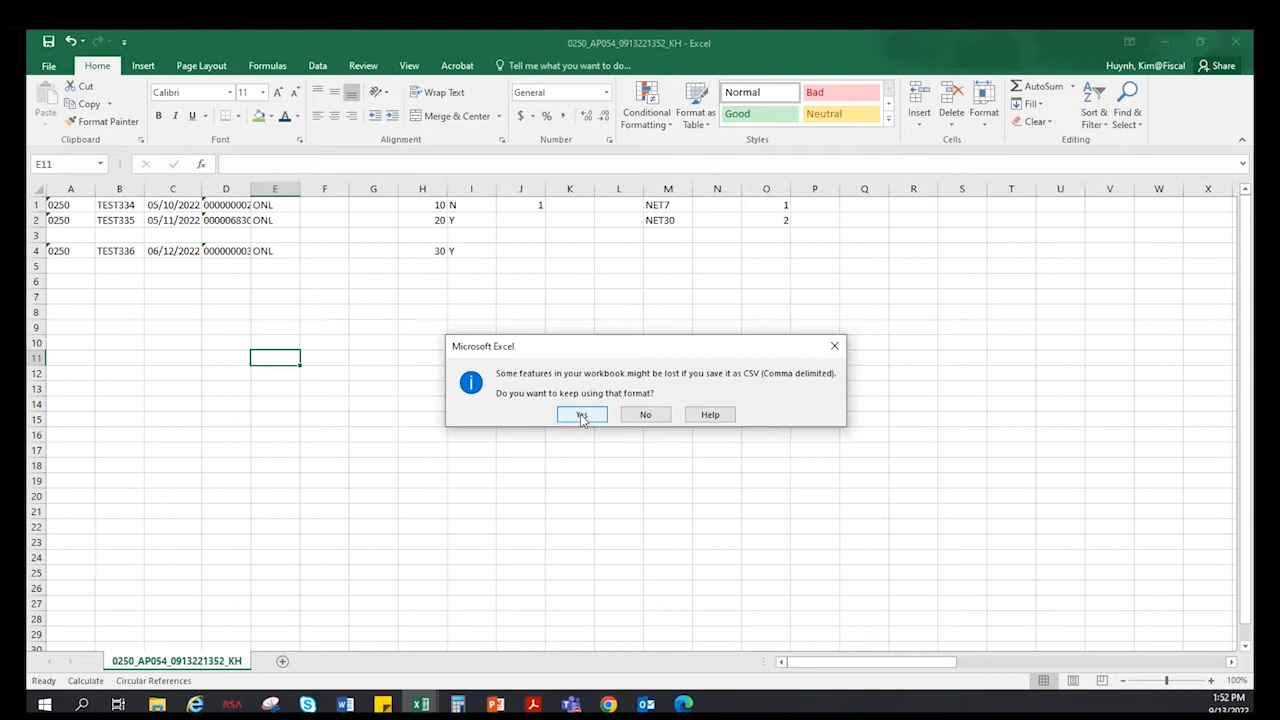 0250_AP054_0913221352_KH - Excel
File Home Insert Page Layout Formulas Data Review View Acrobat Tell me what you want to do... Huynh, Kim@Fiscal Share
Paste Cut Calibri 11 A A Wrap Text General Conditional Formatting Format as Table Normal Bad Insert Delete Format AutoSum Sort & Filter Find & Select
Copy B I U A Merge & Center $ % , Good Neutral Fill
Format Painter Clear
Clipboard Font Alignment Number Styles Cells Editing
E11 fx
A B C D E F G H I J K L M N O P Q R S T U V W X
1 0250 TEST334 05/10/2022 000000002 ONL 10 N 1 NET7 1
2 0250 TEST335 05/11/2022 00000683 ONL 20 Y NET30 2
3
4 0250 TEST336 06/12/2022 000000003 ONL 30 Y
5
6
7
8
9
10
11
12
13
14
15
16
17
18
19
20
21
22
23
24
25
26
27
28
29
30
Microsoft Excel
Some features in your workbook might be lost if you save it as CSV (Comma delimited).
Do you want to keep using that format?
Yes No Help
0250_AP054_0913221352_KH
Ready Calculate Circular References 100%
RSA 1:52 PM
9/13/2022